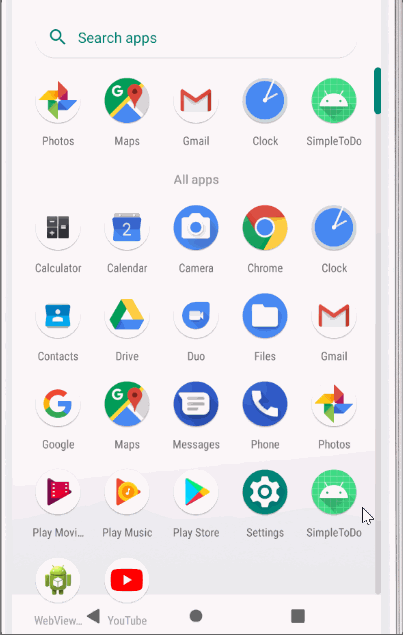 Search apps
Photos Maps Gmail Clock SimpleToDo
All apps
2
Calculator Calendar Camera Chrome Clock
Contacts Drive Duo Files Gmail
G
Google Maps Messages Phone Photos
Play Movi... Play Music Play Store Settings SimpleToDo
WebView... YouTube